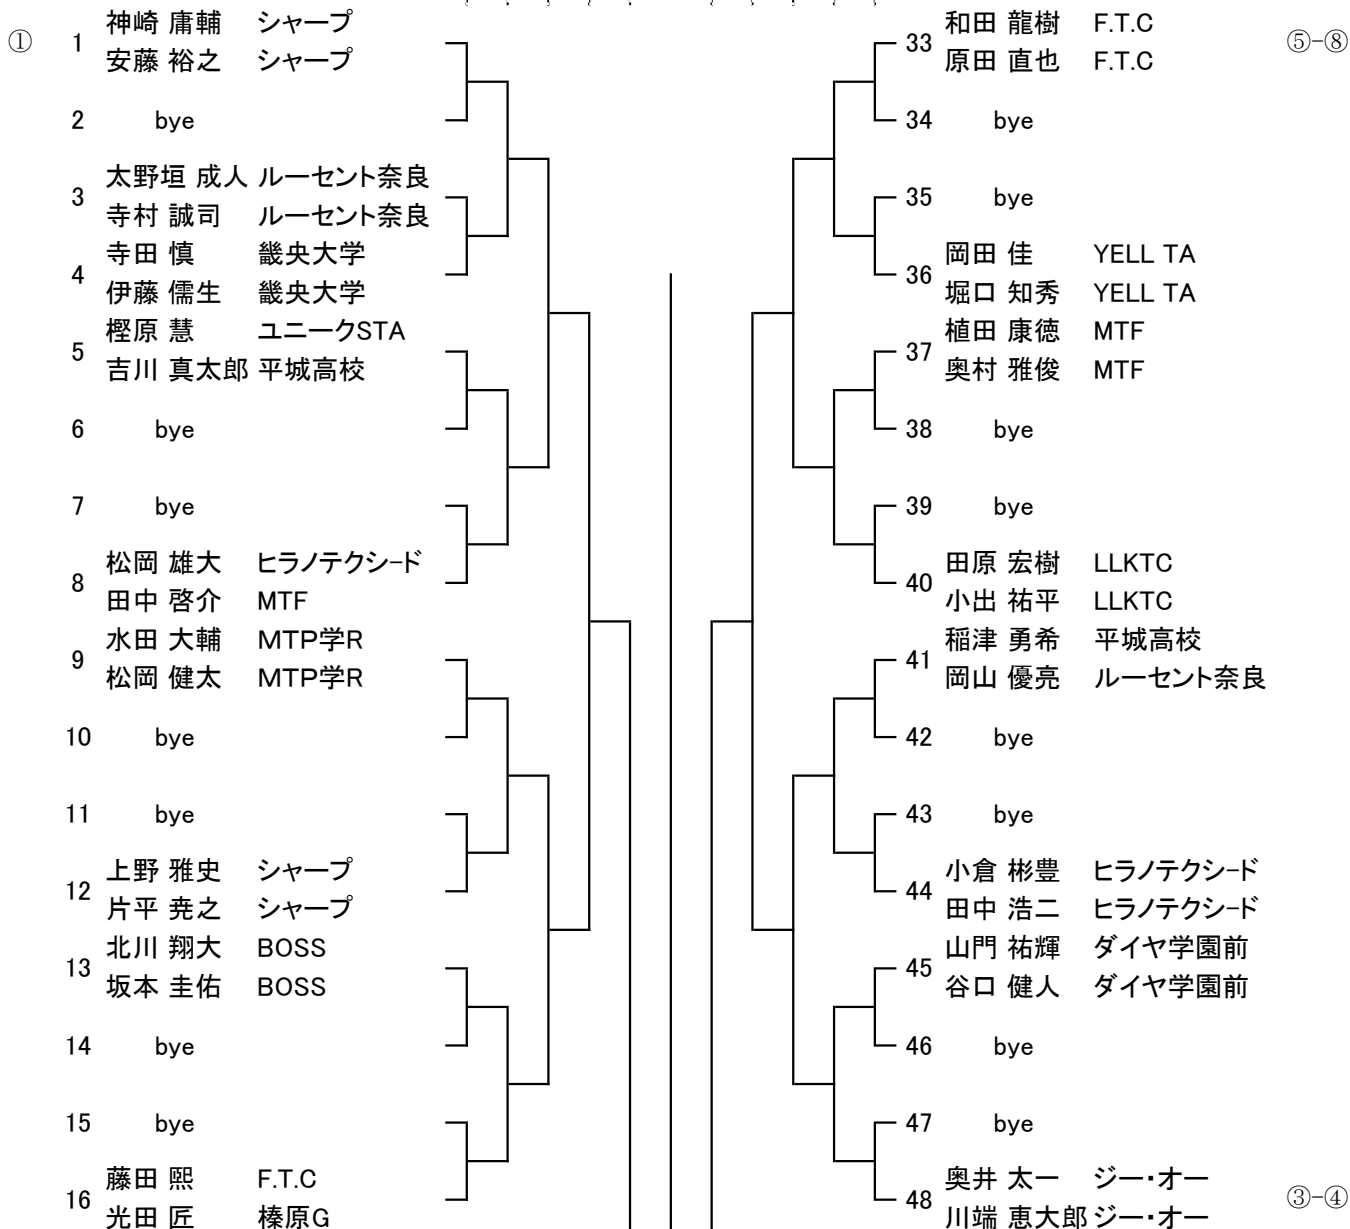 ① 1 神崎 庸輔 シャープ
安藤 裕之 シャープ
2 bye
3 太野垣 成人 ルーセント奈良
寺村 誠司 ルーセント奈良
4 寺田 慎 畿央大学
伊藤 儒生 畿央大学
5 樫原 慧 ユニークSTA
吉川 真太郎 平城高校
6 bye
7 bye
8 松岡 雄大 ヒラノテクシード
田中 啓介 MTF
9 水田 大輔 MTP学R
松岡 健太 MTP学R
10 bye
11 bye
12 上野 雅史 シャープ
片平 尭之 シャープ
13 北川 翔大 BOSS
坂本 圭佑 BOSS
14 bye
15 bye
16 藤田 熙 F.T.C
光田 匠 榛原G
33 和田 龍樹 F.T.C ⑤-⑧
原田 直也 F.T.C
34 bye
35 bye
36 岡田 佳 YELL TA
堀口 知秀 YELL TA
37 植田 康徳 MTF
奥村 雅俊 MTF
38 bye
39 bye
40 田原 宏樹 LLKTC
小出 祐平 LLKTC
41 稲津 勇希 平城高校
岡山 優亮 ルーセント奈良
42 bye
43 bye
44 小倉 彬豊 ヒラノテクシード
田中 浩二 ヒラノテクシード
45 山門 祐輝 ダイヤ学園前
谷口 健人 ダイヤ学園前
46 bye
47 bye
48 奥井 太一 ジー・オー ③-④
川端 恵大郎 ジー・オー